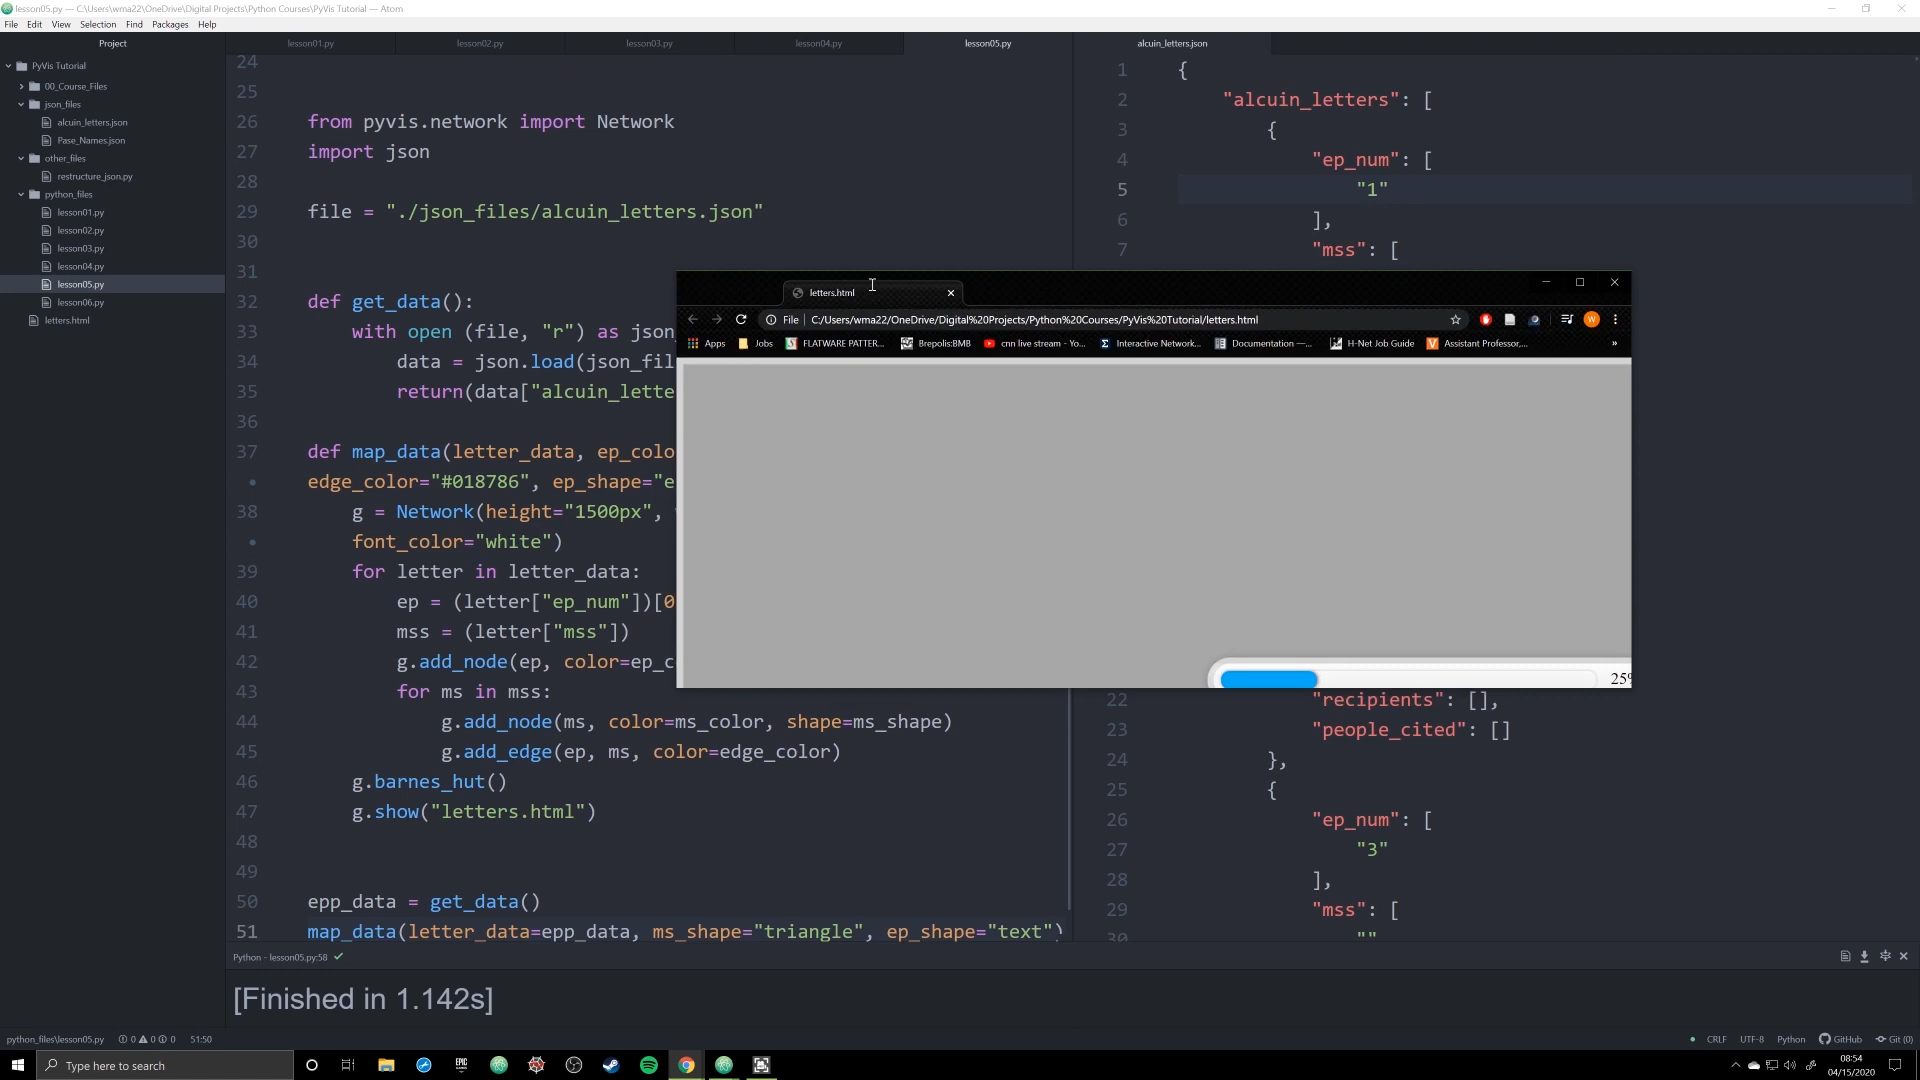 lesson05.py — C:\Users\wma22\OneDrive\Digital Projects\Python Courses\PyVis Tutorial — Atom
File Edit View Selection Find Packages Help
Project
PyVis Tutorial
00_Course_Files
json_files
alcuin_letters.json
Pase_Names.json
other_files
restructure_json.py
python_files
lesson01.py
lesson02.py
lesson03.py
lesson04.py
lesson05.py
lesson06.py
letters.html
lesson01.py lesson02.py lesson03.py lesson04.py lesson05.py alcuin_letters.json
24
25
26 from pyvis.network import Network
27 import json
28
29 file = "./json_files/alcuin_letters.json"
30
31
32 def get_data():
33 with open (file, "r") as json
34 data = json.load(json_fil
35 return(data["alcuin_lette
36
37 def map_data(letter_data, ep_colo
edge_color="#018786", ep_shape="e
38 g = Network(height="1500px",
font_color="white")
39 for letter in letter_data:
40 ep = (letter["ep_num"])[0
41 mss = (letter["mss"])
42 g.add_node(ep, color=ep_c
43 for ms in mss:
44 g.add_node(ms, color=ms_color, shape=ms_shape)
45 g.add_edge(ep, ms, color=edge_color)
46 g.barnes_hut()
47 g.show("letters.html")
48
49
50 epp_data = get_data()
51 map_data(letter_data=epp_data, ms_shape="triangle", ep_shape="text")
1 {
2 "alcuin_letters": [
3 {
4 "ep_num": [
5 "1"
6 ],
7 "mss": [
letters.html
File C:/Users/wma22/OneDrive/Digital%20Projects/Python%20Courses/PyVis%20Tutorial/letters.html
W
Apps Jobs FLATWARE PATTER... Brepolis:BMB cnn live stream - Yo... Interactive Network... Documentation —... H-Net Job Guide Assistant Professor,... »
25%
22 "recipients": [],
23 "people_cited": []
24 },
25 {
26 "ep_num": [
27 "3"
28 ],
29 "mss": [
30 ""
Python - lesson05.py:58
[Finished in 1.142s]
python_files\lesson05.py 0 0 0 51:50
CRLF UTF-8 Python GitHub Git (0)
Type here to search
EPIC
08:54
04/15/2020